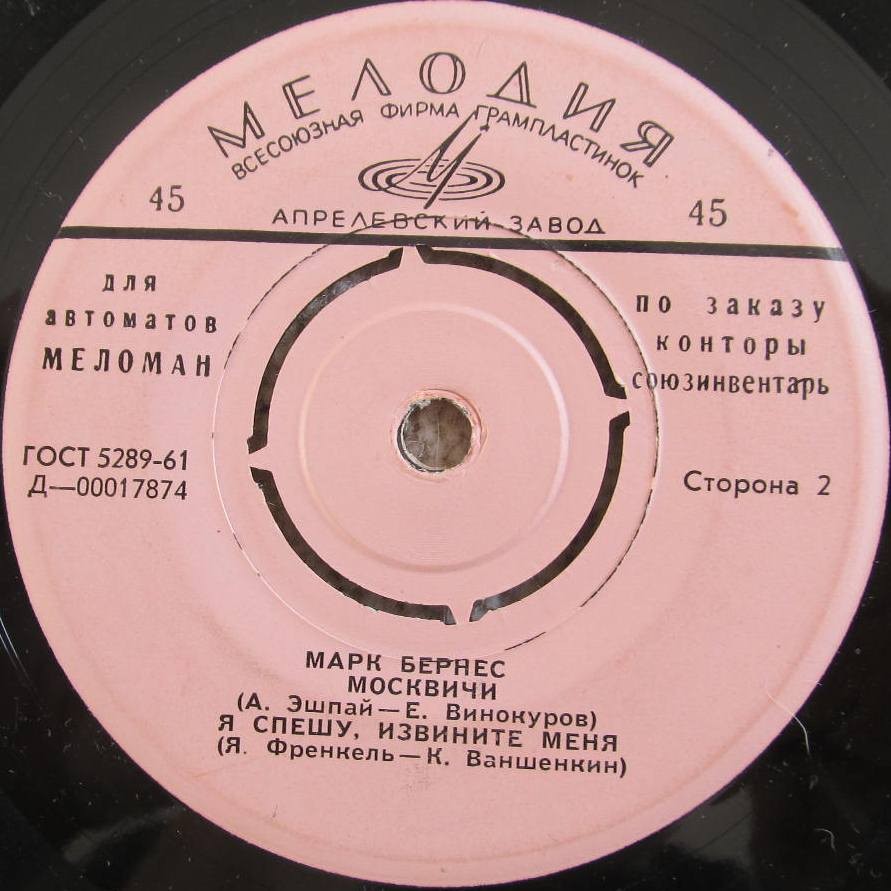 МЕЛОДИЯ
ВСЕСОЮЗНАЯ ФИРМА ГРАМПЛАСТИНОК
45
45
АПРЕЛЕВСКИЙ ЗАВОД
для
автоматов
МЕЛОМАН
по заказу
конторы
союзинвентарь
ГОСТ 5289-61
Д—00017874
Сторона 2
МАРК БЕРНЕС
МОСКВИЧИ
(А. Эшпай—Е. Винокуров)
Я СПЕШУ, ИЗВИНИТЕ МЕНЯ
(Я. Френкель—К. Ваншенкин)